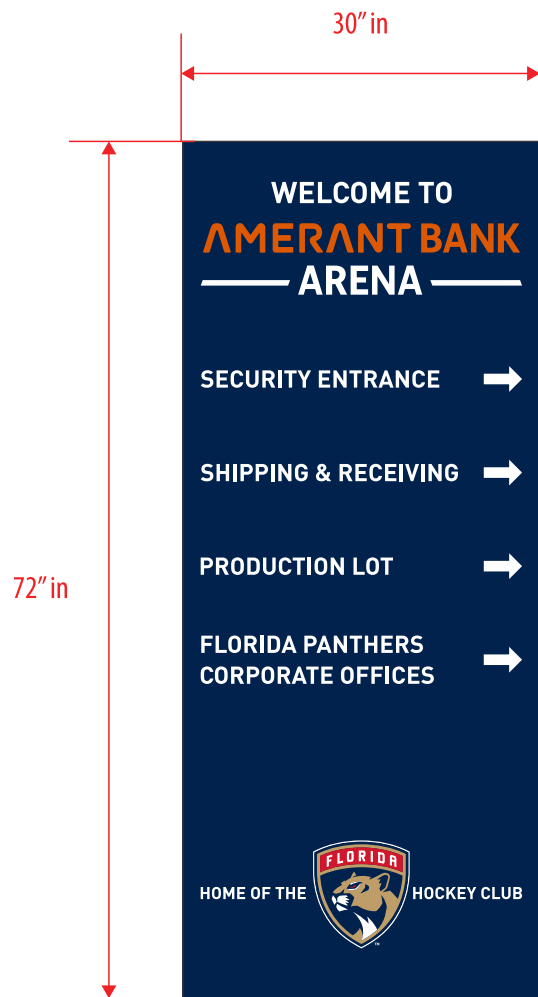 30” in
WELCOME TO
AMERANT BANK
ARENA
SECURITY ENTRANCE
SHIPPING & RECEIVING
PRODUCTION LOT
72” in
FLORIDA PANTHERS
CORPORATE OFFICES
FLORIDA
HOME OF THE
HOCKEY CLUB
TM